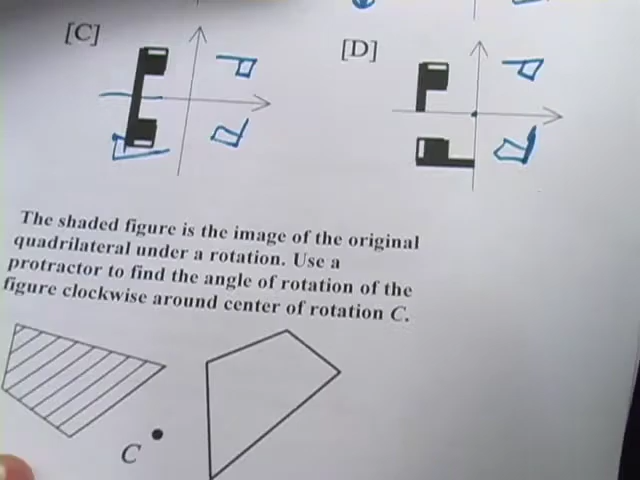 [C]
[D]
The shaded figure is the image of the original
quadrilateral under a rotation. Use a
protractor to find the angle of rotation of the
figure clockwise around center of rotation C.
C